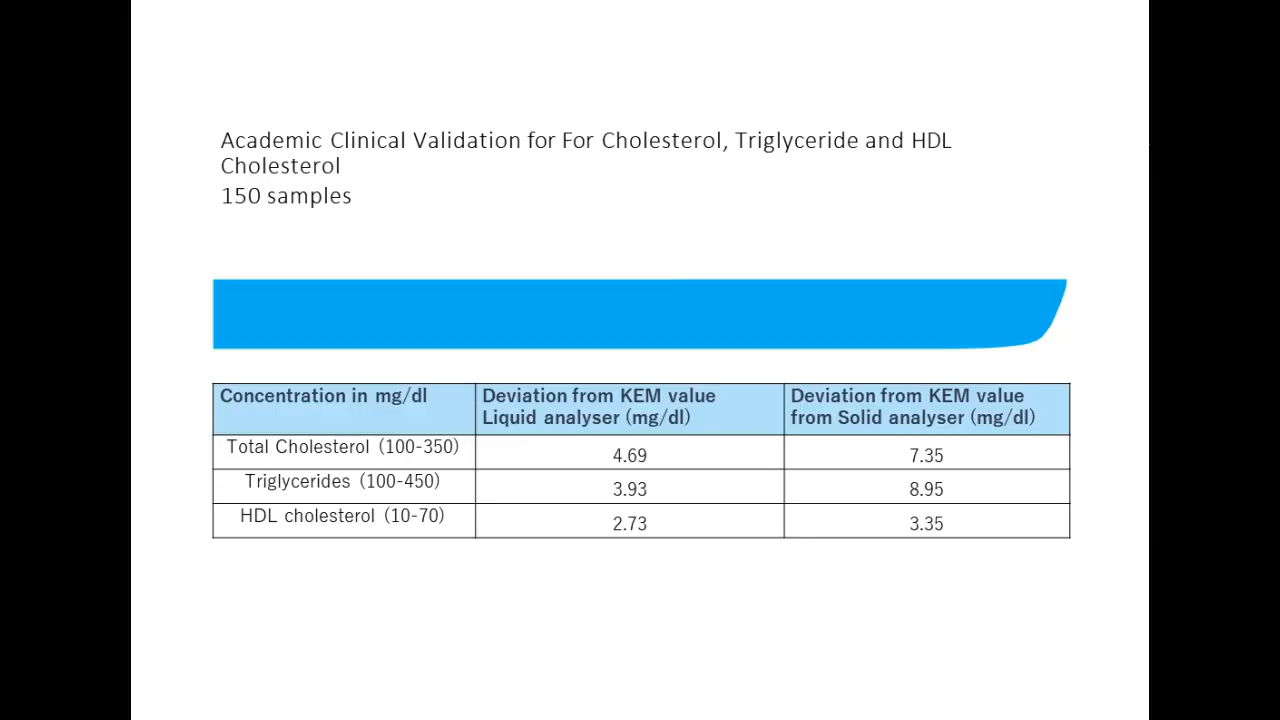 Academic Clinical Validation for For Cholesterol, Triglyceride and HDL
Cholesterol
150 samples
Concentration in mg/dl
Deviation from KEM value
Liquid analyser (mg/dl)
Deviation from KEM value
from Solid analyser (mg/dl)
Total Cholesterol (100-350) 4.69 7.35
Triglycerides (100-450) 3.93 8.95
HDL cholesterol (10-70) 2.73 3.35